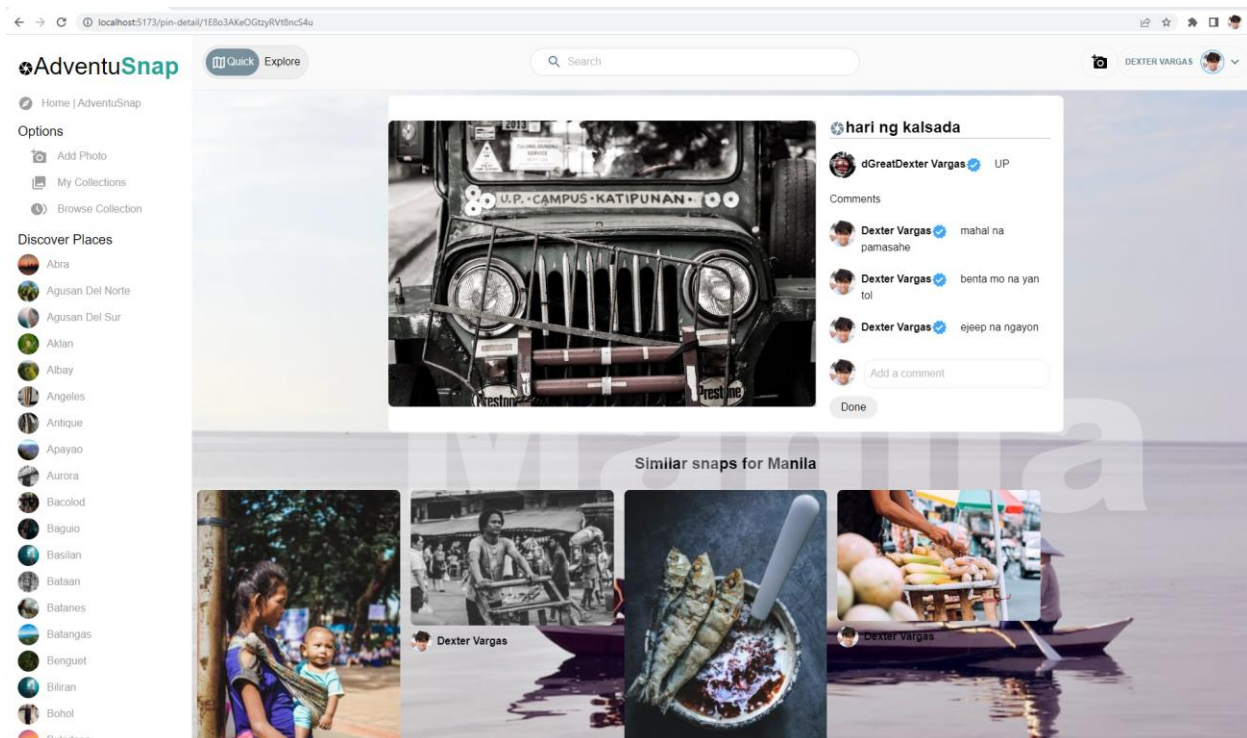 localhost:5173/pin-detail/1E8o3AKeOGtzyRVt8ncS4u
AdventuSnap
Quick Explore
Search
DEXTER VARGAS
Home | AdventuSnap
Options
Add Photo
My Collections
Browse Collection
Discover Places
Abra
Agusan Del Norte
Agusan Del Sur
Aklan
Albay
Angeles
Antique
Apayao
Aurora
Bacolod
Baguio
Basilan
Bataan
Batanes
Batangas
Benguet
Biliran
Bohol
2013
TULONG DUNONG
SERVICE
U.P. CAMPUS KATIPUNAN
Prestone
Prestone
hari ng kalsada
dGreatDexter Vargas UP
Comments
Dexter Vargas mahal na
pamasahe
Dexter Vargas benta mo na yan
tol
Dexter Vargas ejeep na ngayon
Add a comment
Done
Manila
Similar snaps for Manila
Dexter Vargas
Dexter Vargas